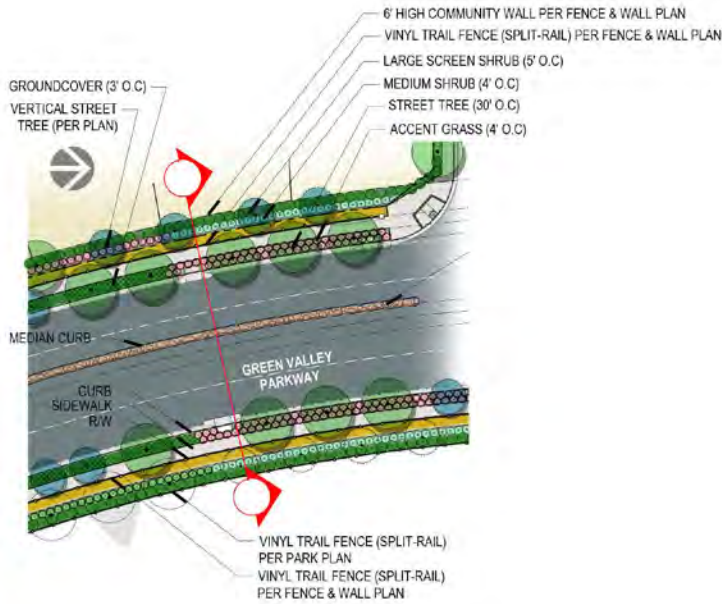 6' HIGH COMMUNITY WALL PER FENCE & WALL PLAN
VINYL TRAIL FENCE (SPLIT-RAIL) PER FENCE & WALL PLAN
LARGE SCREEN SHRUB (5' O.C)
MEDIUM SHRUB (4' O.C)
STREET TREE (30' O.C)
ACCENT GRASS (4' O.C)
GROUNDCOVER (3' O.C)
VERTICAL STREET
TREE (PER PLAN)
MEDIAN CURB
GREEN VALLEY
PARKWAY
CURB
SIDEWALK
R/W
VINYL TRAIL FENCE (SPLIT-RAIL)
PER PARK PLAN
VINYL TRAIL FENCE (SPLIT-RAIL)
PER FENCE & WALL PLAN